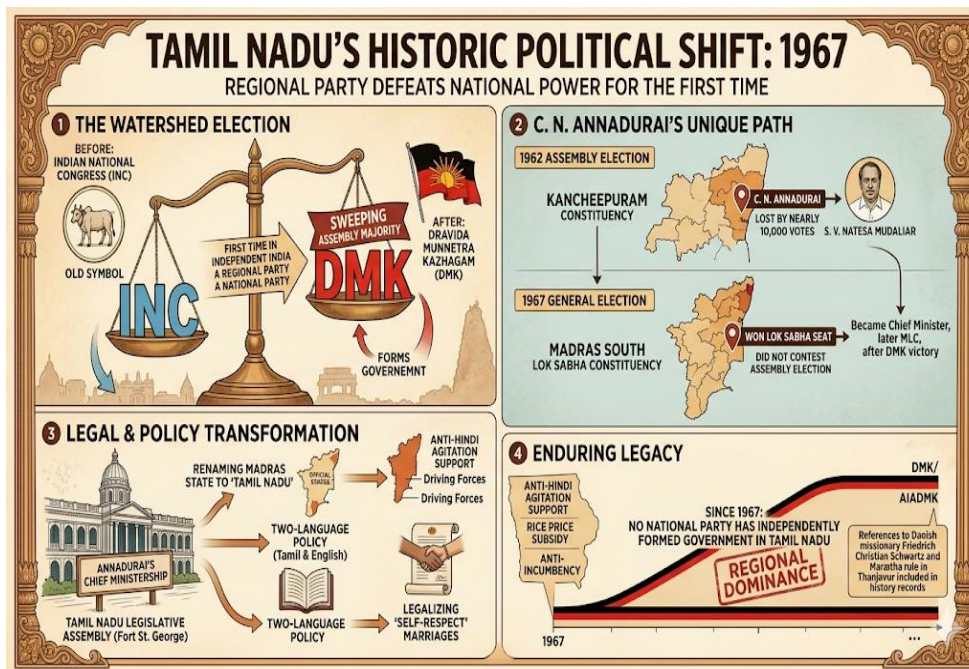 TAMIL NADU'S HISTORIC POLITICAL SHIFT: 1967
REGIONAL PARTY DEFEATS NATIONAL POWER FOR THE FIRST TIME
1 THE WATERSHED ELECTION
BEFORE:
INDIAN NATIONAL
CONGRESS (INC)
OLD SYMBOL
INC
FIRST TIME IN
INDEPENDENT INDIA
A REGIONAL PARTY
A NATIONAL PARTY
SWEEPING
ASSEMBLY MAJORITY
DMK
AFTER:
DRAVIDA
MUNNETRA
KAZHAGAM
(DMK)
FORMS
GOVERNEMNT
2 C. N. ANNADURAI'S UNIQUE PATH
1962 ASSEMBLY ELECTION
KANCHEEPURAM
CONSTITUENCY
C. N. ANNADURAI
LOST BY NEARLY
10,000 VOTES
S. V. NATESA MUDALIAR
1967 GENERAL ELECTION
MADRAS SOUTH
LOK SABHA CONSTITUENCY
WON LOK SABHA SEAT
DID NOT CONTEST
ASSEMBLY ELECTION
Became Chief Minister,
later MLC,
after DMK victory
3 LEGAL & POLICY TRANSFORMATION
ANNADURAI'S
CHIEF MINISTERSHIP
TAMIL NADU LEGISLATIVE
ASSEMBLY (Fort St. George)
RENAMING MADRAS
STATE TO 'TAMIL NADU'
OFFICIAL
ANTI-HINDI
AGITATION
SUPPORT
Driving Forces
Driving Forces
TWO-LANGUAGE
POLICY
(Tamil & English)
TWO-LANGUAGE
POLICY
LEGALIZING
'SELF-RESPECT'
MARRIAGES
4 ENDURING LEGACY
ANTI-HINDI
AGITATION
SUPPORT
RICE PRICE
SUBSIDY
ANTI-
INCUMBENCY
SINCE 1967:
NO NATIONAL PARTY HAS INDEPENDENTLY
FORMED GOVERNMENT IN TAMIL NADU
REGIONAL
DOMINANCE
DMK/
AIADMK
References to Daoish
missionary Friedrich
Christian Schwartz and
Maratha rule in
Thanjavur included in
history records
1967
...